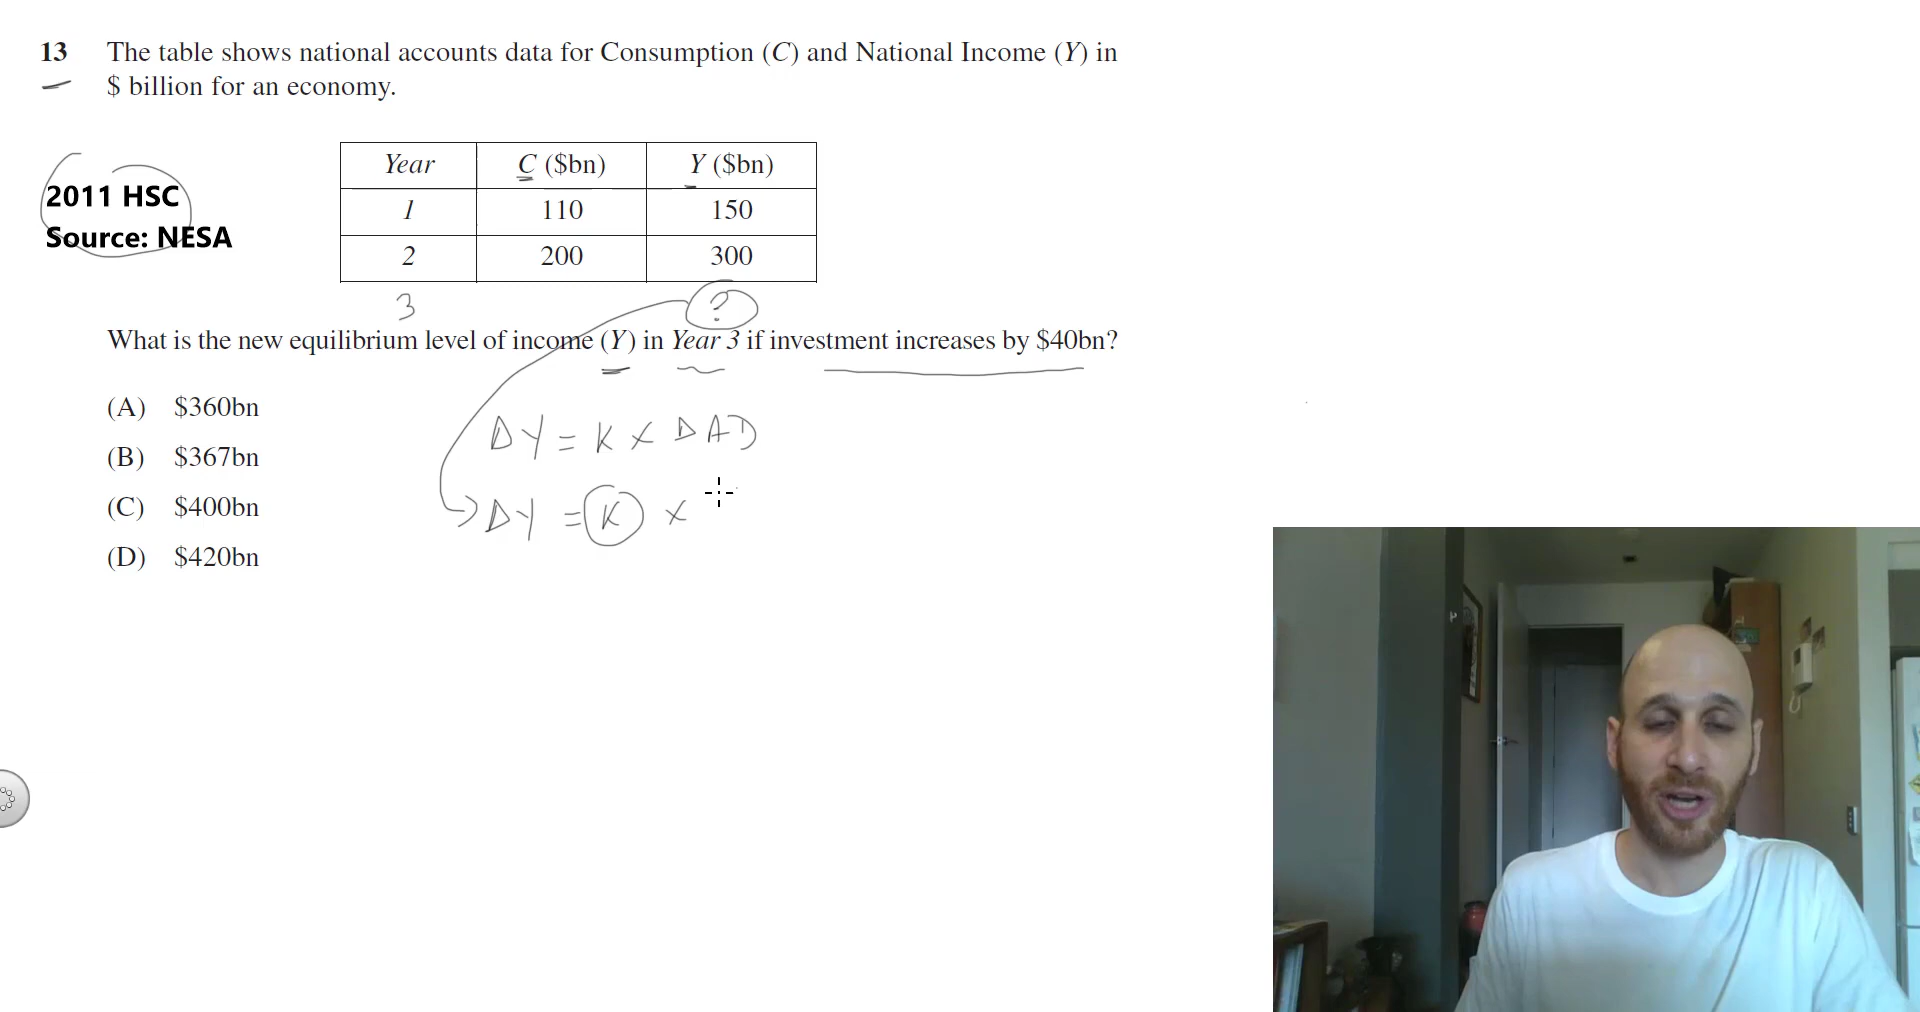 13 The table shows national accounts data for Consumption (C) and National Income (Y) in
$ billion for an economy.
2011 HSC
Source: NESA
Year C ($bn) Y ($bn)
1 110 150
2 200 300
3 ?
What is the new equilibrium level of income (Y) in Year 3 if investment increases by $40bn?
(A) $360bn
(B) $367bn
(C) $400bn
(D) $420bn
ΔY = K × ΔAD
ΔY = K ×